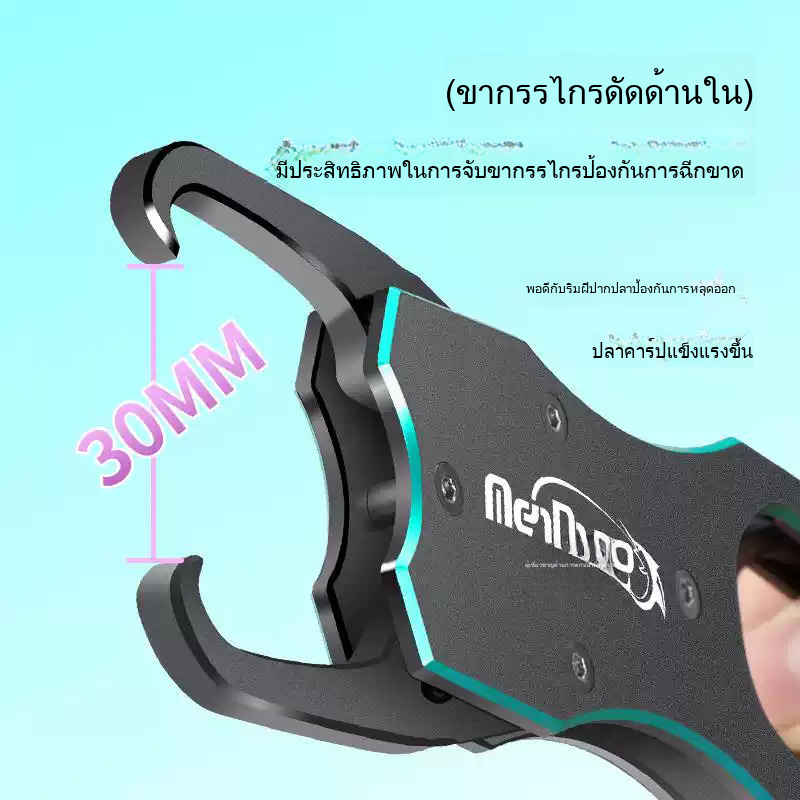 (ขากรรไกรดัดด้านใน)
มีประสิทธิภาพในการจับขากรรไกรป้องกันการฉีกขาด
พอดีกับริมฝีปากปลาป้องกันการหลุดออก
ปลาคาร์ปแข็งแรงขึ้น
30MM